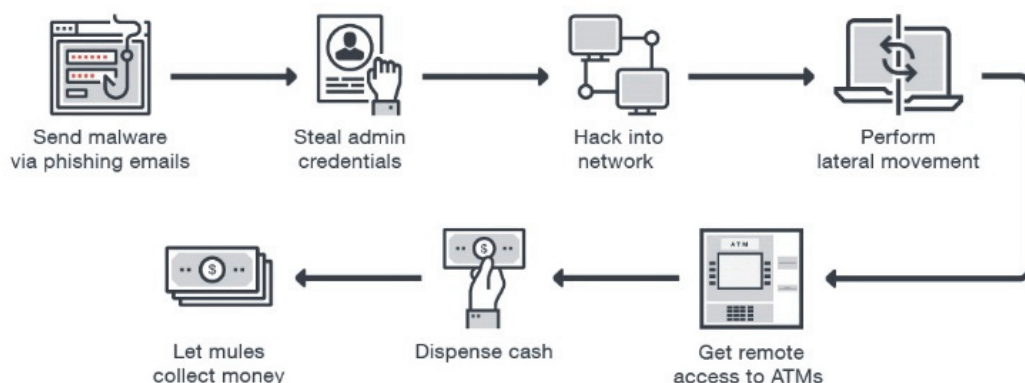 Send malware
via phishing emails
Steal admin
credentials
Hack into
network
Perform
lateral movement
ATM
Get remote
access to ATMs
$
Dispense cash
$
Let mules
collect money